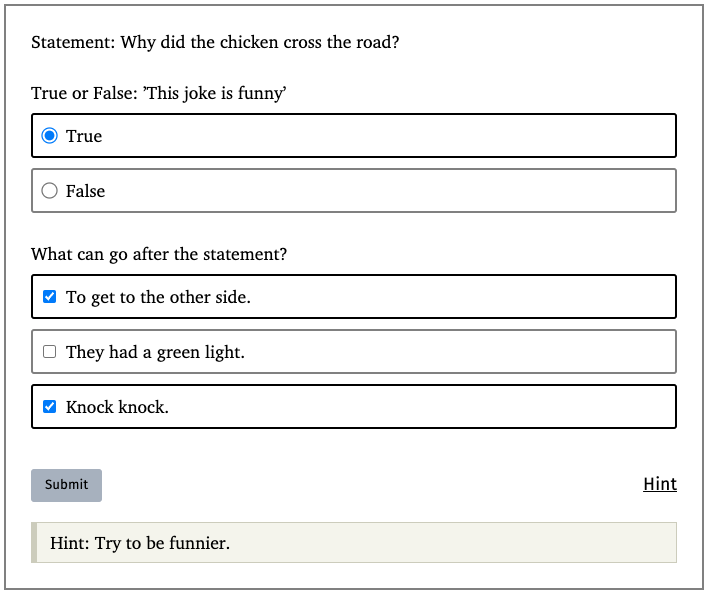 Statement: Why did the chicken cross the road?
True or False: ’This joke is funny’
True
False
What can go after the statement?
To get to the other side.
They had a green light.
Knock knock.
Submit
Hint
Hint: Try to be funnier.